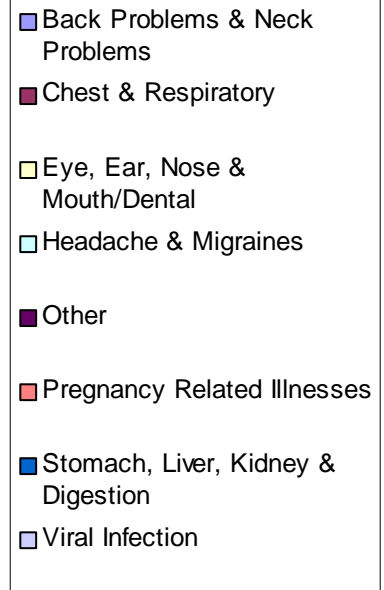 Back Problems & Neck
Problems
Chest & Respiratory
Eye, Ear, Nose &
Mouth/Dental
Headache & Migraines
Other
Pregnancy Related Illnesses
Stomach, Liver, Kidney &
Digestion
Viral Infection